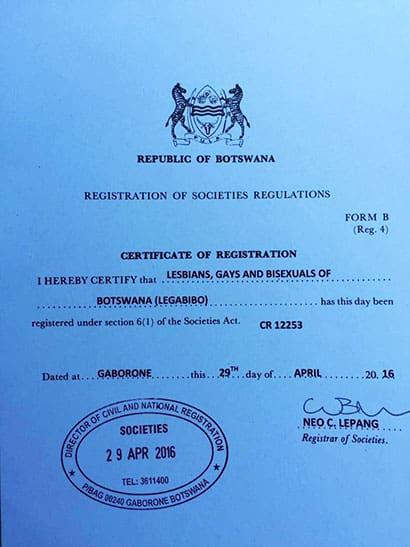 REPUBLIC OF BOTSWANA
REGISTRATION OF SOCIETIES REGULATIONS
FORM B
(Reg. 4)
CERTIFICATE OF REGISTRATION
I HEREBY CERTIFY that LESBIANS, GAYS AND BISEXUALS OF
BOTSWANA (LEGABIBO) has this day been
registered under section 6(1) of the Societies Act. CR 12253
Dated at GABORONE this 29TH day of APRIL 20 16
NEO C. LEPANG
Registrar of Societies.
DIRECTOR OF CIVIL AND NATIONAL REGISTRATION
SOCIETIES
29 APR 2016
TEL: 3611400
P/BAG 00240 GABORONE BOTSWANA